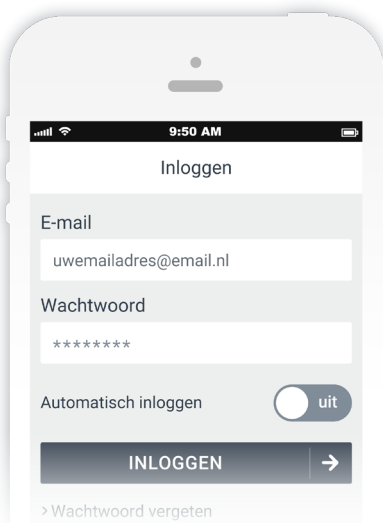 9:50 AM
Inloggen
E-mail
uwemailadres@email.nl
Wachtwoord
********
Automatisch inloggen uit
INLOGGEN
> Wachtwoord vergeten